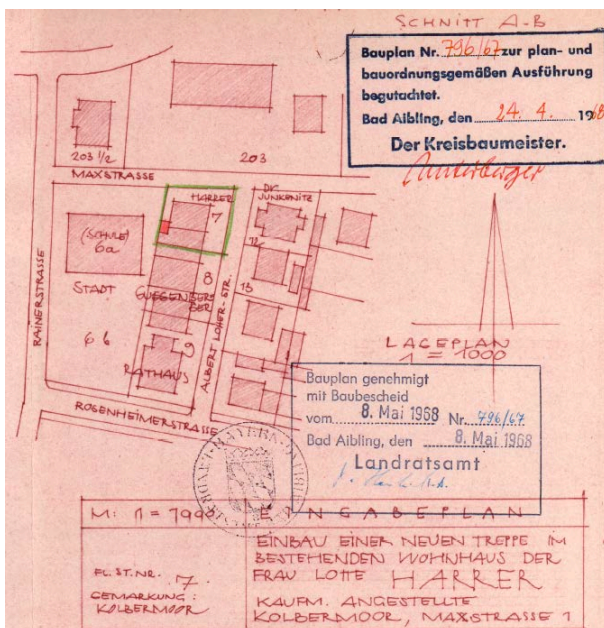 SCHNITT A-B
Bauplan Nr. 796/67 zur plan- und
bauordnungsgemäßen Ausführung
begutachtet.
Bad Aibling, den 24. 4. 1968
Der Kreisbaumeister.
203 1/2
203
MAXSTRASSE
HARRER
7
DR.
JUNKENITZ
(SCHULE)
6a
STADT
12
8
13
GUGGENBERGER
RAINERSTRASSE
ALBERT LOHER-STR.
66
9
RATHAUS
ROSENHEIMERSTRASSE
LAGEPLAN
1 = 1000
Bauplan genehmigt
mit Baubescheid
vom 8. Mai 1968 Nr. 796/67
Bad Aibling, den 8. Mai 1968
Landratsamt
EINGABEPLAN
FL.ST.NR. 7.
GEMARKUNG:
KOLBERMOOR
EINBAU EINER NEUEN TREPPE IM
BESTEHENDEN WOHNHAUS DER
FRAU LOTTE HARRER
KAUFM. ANGESTELLTE
KOLBERMOOR, MAXSTRASSE 1